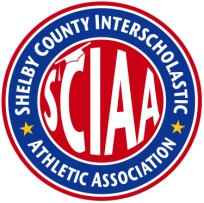 SHELBY COUNTY INTERSCHOLASTIC
SCIAA
ATHLETIC ASSOCIATION